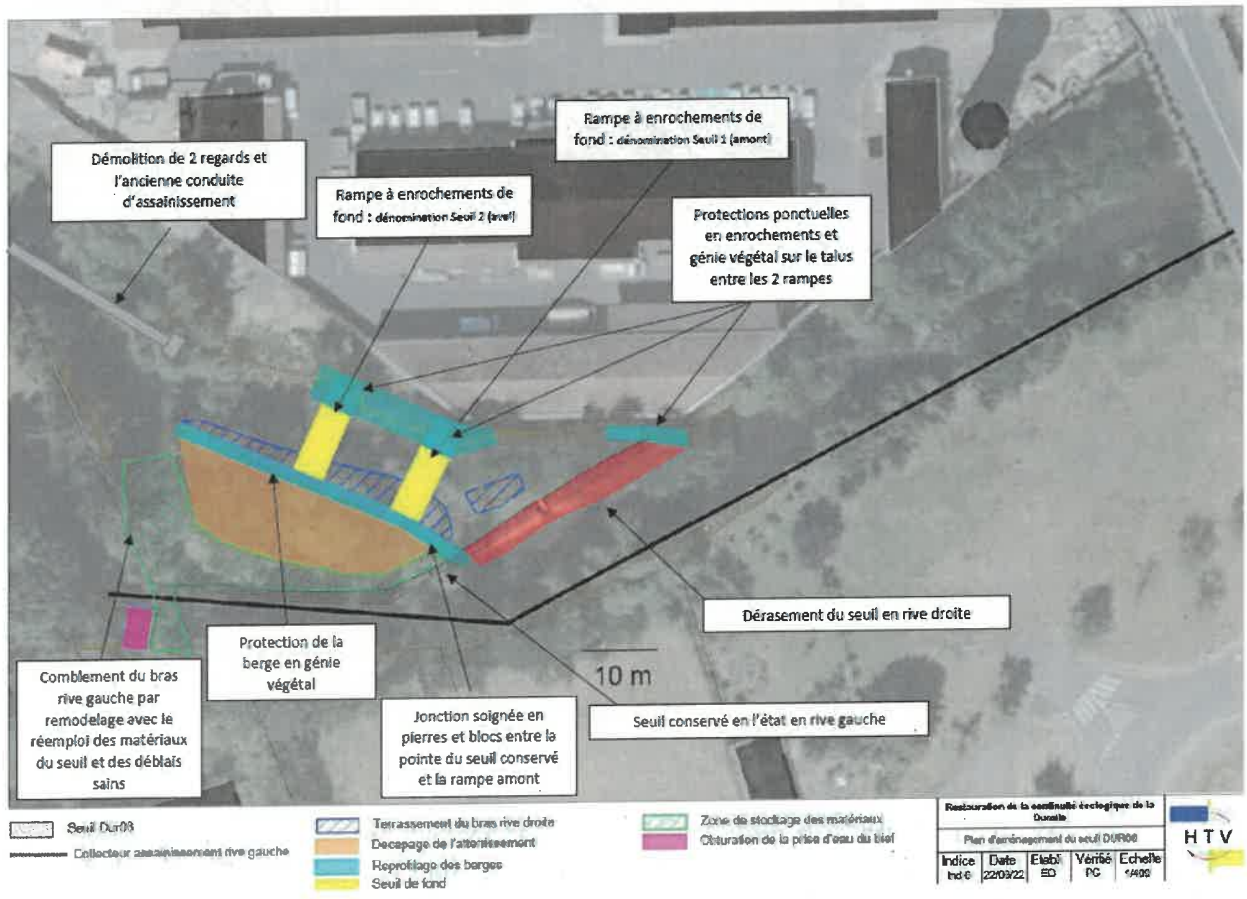 Rampe à enrochements de
fond : dénomination Seuil 1 (amont)
Démolition de 2 regards et
l'ancienne conduite
d'assainissement
Rampe à enrochements de
fond : dénomination Seuil 2 (aval)
Protections ponctuelles
en enrochements et
génie végétal sur le talus
entre les 2 rampes
Dérasement du seuil en rive droite
Protection de la
berge en génie
végétal
10 m
Comblement du bras
rive gauche par
remodelage avec le
réemploi des matériaux
du seuil et des déblais
sains
Jonction soignée en
pierres et blocs entre la
pointe du seuil conservé
et la rampe amont
Seuil conservé en l'état en rive gauche
Seuil Dur08
Collecteur assainissement rive gauche
Terrassement du bras rive droite
Decapage de l'atterrissement
Reprofilage des berges
Seuil de fond
Zone de stockage des matériaux
Obturation de la prise d'eau du bief
Restauration de la continuité écologique de la
Plan d'aménagement du seuil DUR08
Indice Date Etabli Vérifié Echelle
22/03/22 ED PG 1/400
HTV